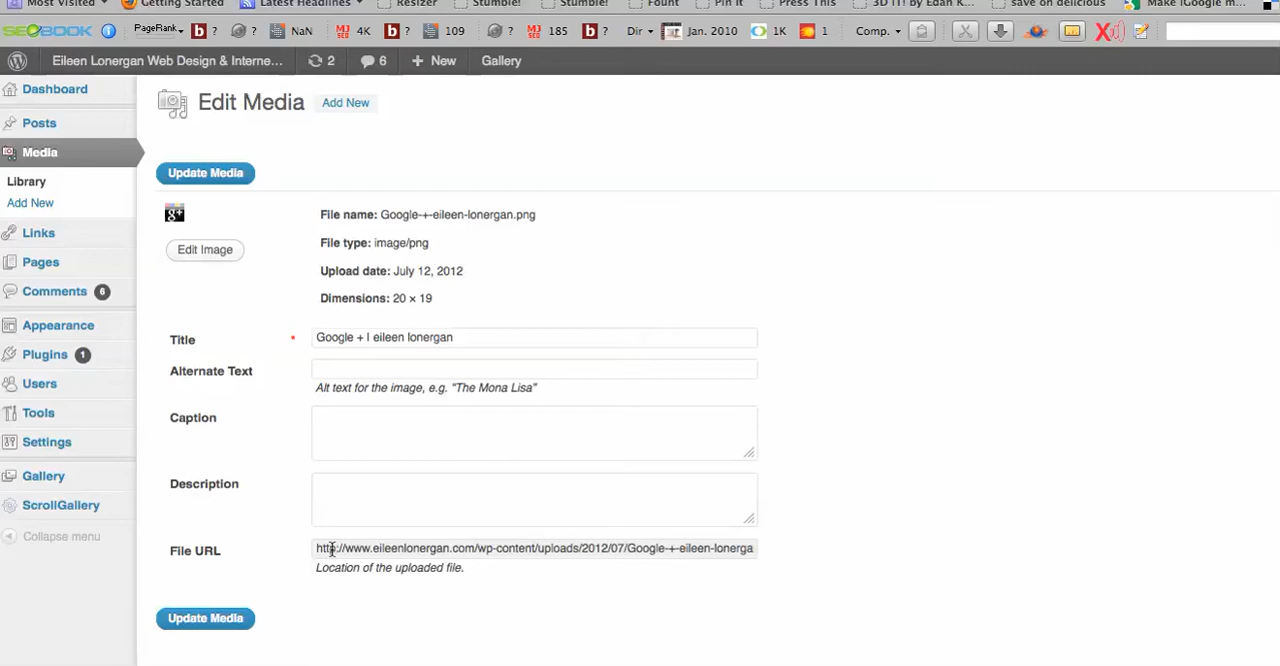 Most Visited Getting Started Latest Headlines Resizer Stumble! Stumble! Fount Pin It Press This 3D IT! by Edan K... save on delicious Make iGoogle m...
SEOBOOK PageRank ? ? NaN 4K ? 109 ? 185 ? Dir Jan. 2010 1K 1 Comp.
Eileen Lonergan Web Design & Interne... 2 6 New Gallery
Dashboard
Posts
Media
Library
Add New
Links
Pages
Comments 6
Appearance
Plugins 1
Users
Tools
Settings
Gallery
ScrollGallery
Collapse menu
Edit Media Add New
Update Media
g+
Edit Image
File name: Google-+-eileen-lonergan.png
File type: image/png
Upload date: July 12, 2012
Dimensions: 20 × 19
Title * Google + | eileen lonergan
Alternate Text
Alt text for the image, e.g. "The Mona Lisa"
Caption
Description
File URL http://www.eileenlonergan.com/wp-content/uploads/2012/07/Google-+-eileen-lonerga
Location of the uploaded file.
Update Media